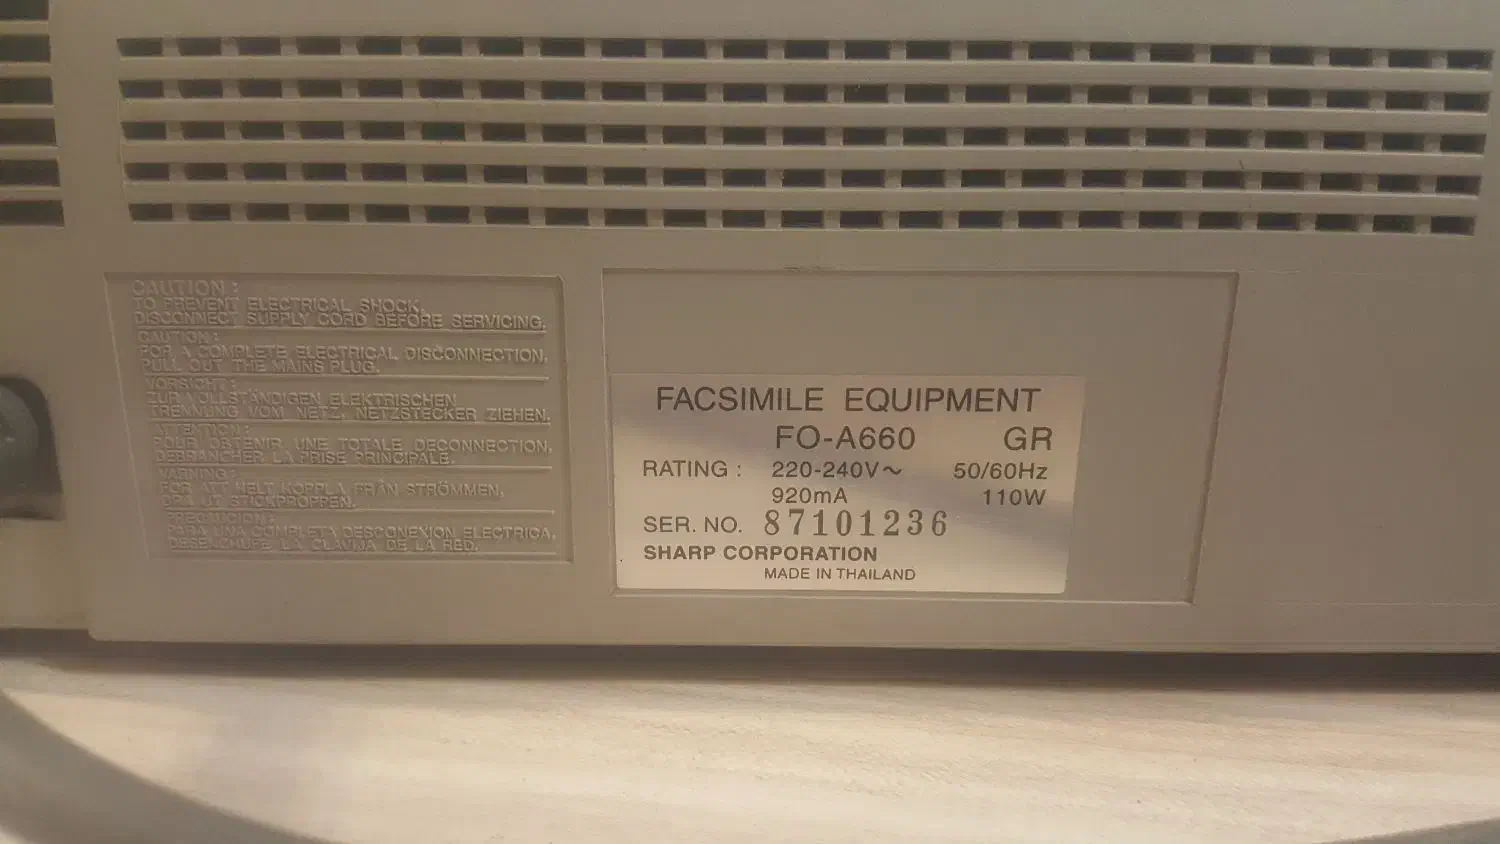 CAUTION:
TO PREVENT ELECTRICAL SHOCK,
DISCONNECT SUPPLY CORD BEFORE SERVICING.
CAUTION:
FOR A COMPLETE ELECTRICAL DISCONNECTION,
PULL OUT THE MAINS PLUG.
VORSICHT:
ZUR VOLLSTÄNDIGEN ELEKTRISCHEN
TRENNUNG VOM NETZ, NETZSTECKER ZIEHEN.
ATTENTION:
POUR OBTENIR UNE TOTALE DECONNECTION,
DEBRANCHER LA PRISE PRINCIPALE.
VARNING:
FÖR ATT HELT KOPPLA FRÅN STRÖMMEN,
DRA UT STICKPROPPEN.
PRECAUCION:
PARA UNA COMPLETA DESCONEXION ELECTRICA,
DESENCHUFE LA CLAVIJA DE LA RED.
FACSIMILE EQUIPMENT
FO-A660 GR
RATING: 220-240V~ 50/60Hz
920mA 110W
SER. NO. 87101236
SHARP CORPORATION
MADE IN THAILAND